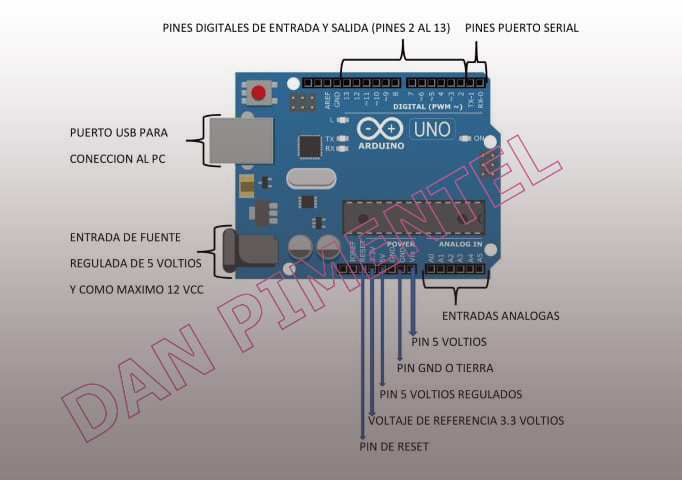 PINES DIGITALES DE ENTRADA Y SALIDA (PINES 2 AL 13)
PINES PUERTO SERIAL
AREF
GND
13
12
~11
~10
~9
8
7
~6
~5
4
~3
2
TX-1
RX-0
DIGITAL (PWM ~)
L
TX
RX
ARDUINO
UNO
ON
PUERTO USB PARA
CONECCION AL PC
ENTRADA DE FUENTE
REGULADA DE 5 VOLTIOS
Y COMO MAXIMO 12 VCC
POWER
ANALOG IN
IOREF
RESET
3.3V
5V
GND
GND
VIN
A0
A1
A2
A3
A4
A5
ENTRADAS ANALOGAS
PIN 5 VOLTIOS
PIN GND O TIERRA
PIN 5 VOLTIOS REGULADOS
VOLTAJE DE REFERENCIA 3.3 VOLTIOS
PIN DE RESET
DAN PIMENTEL